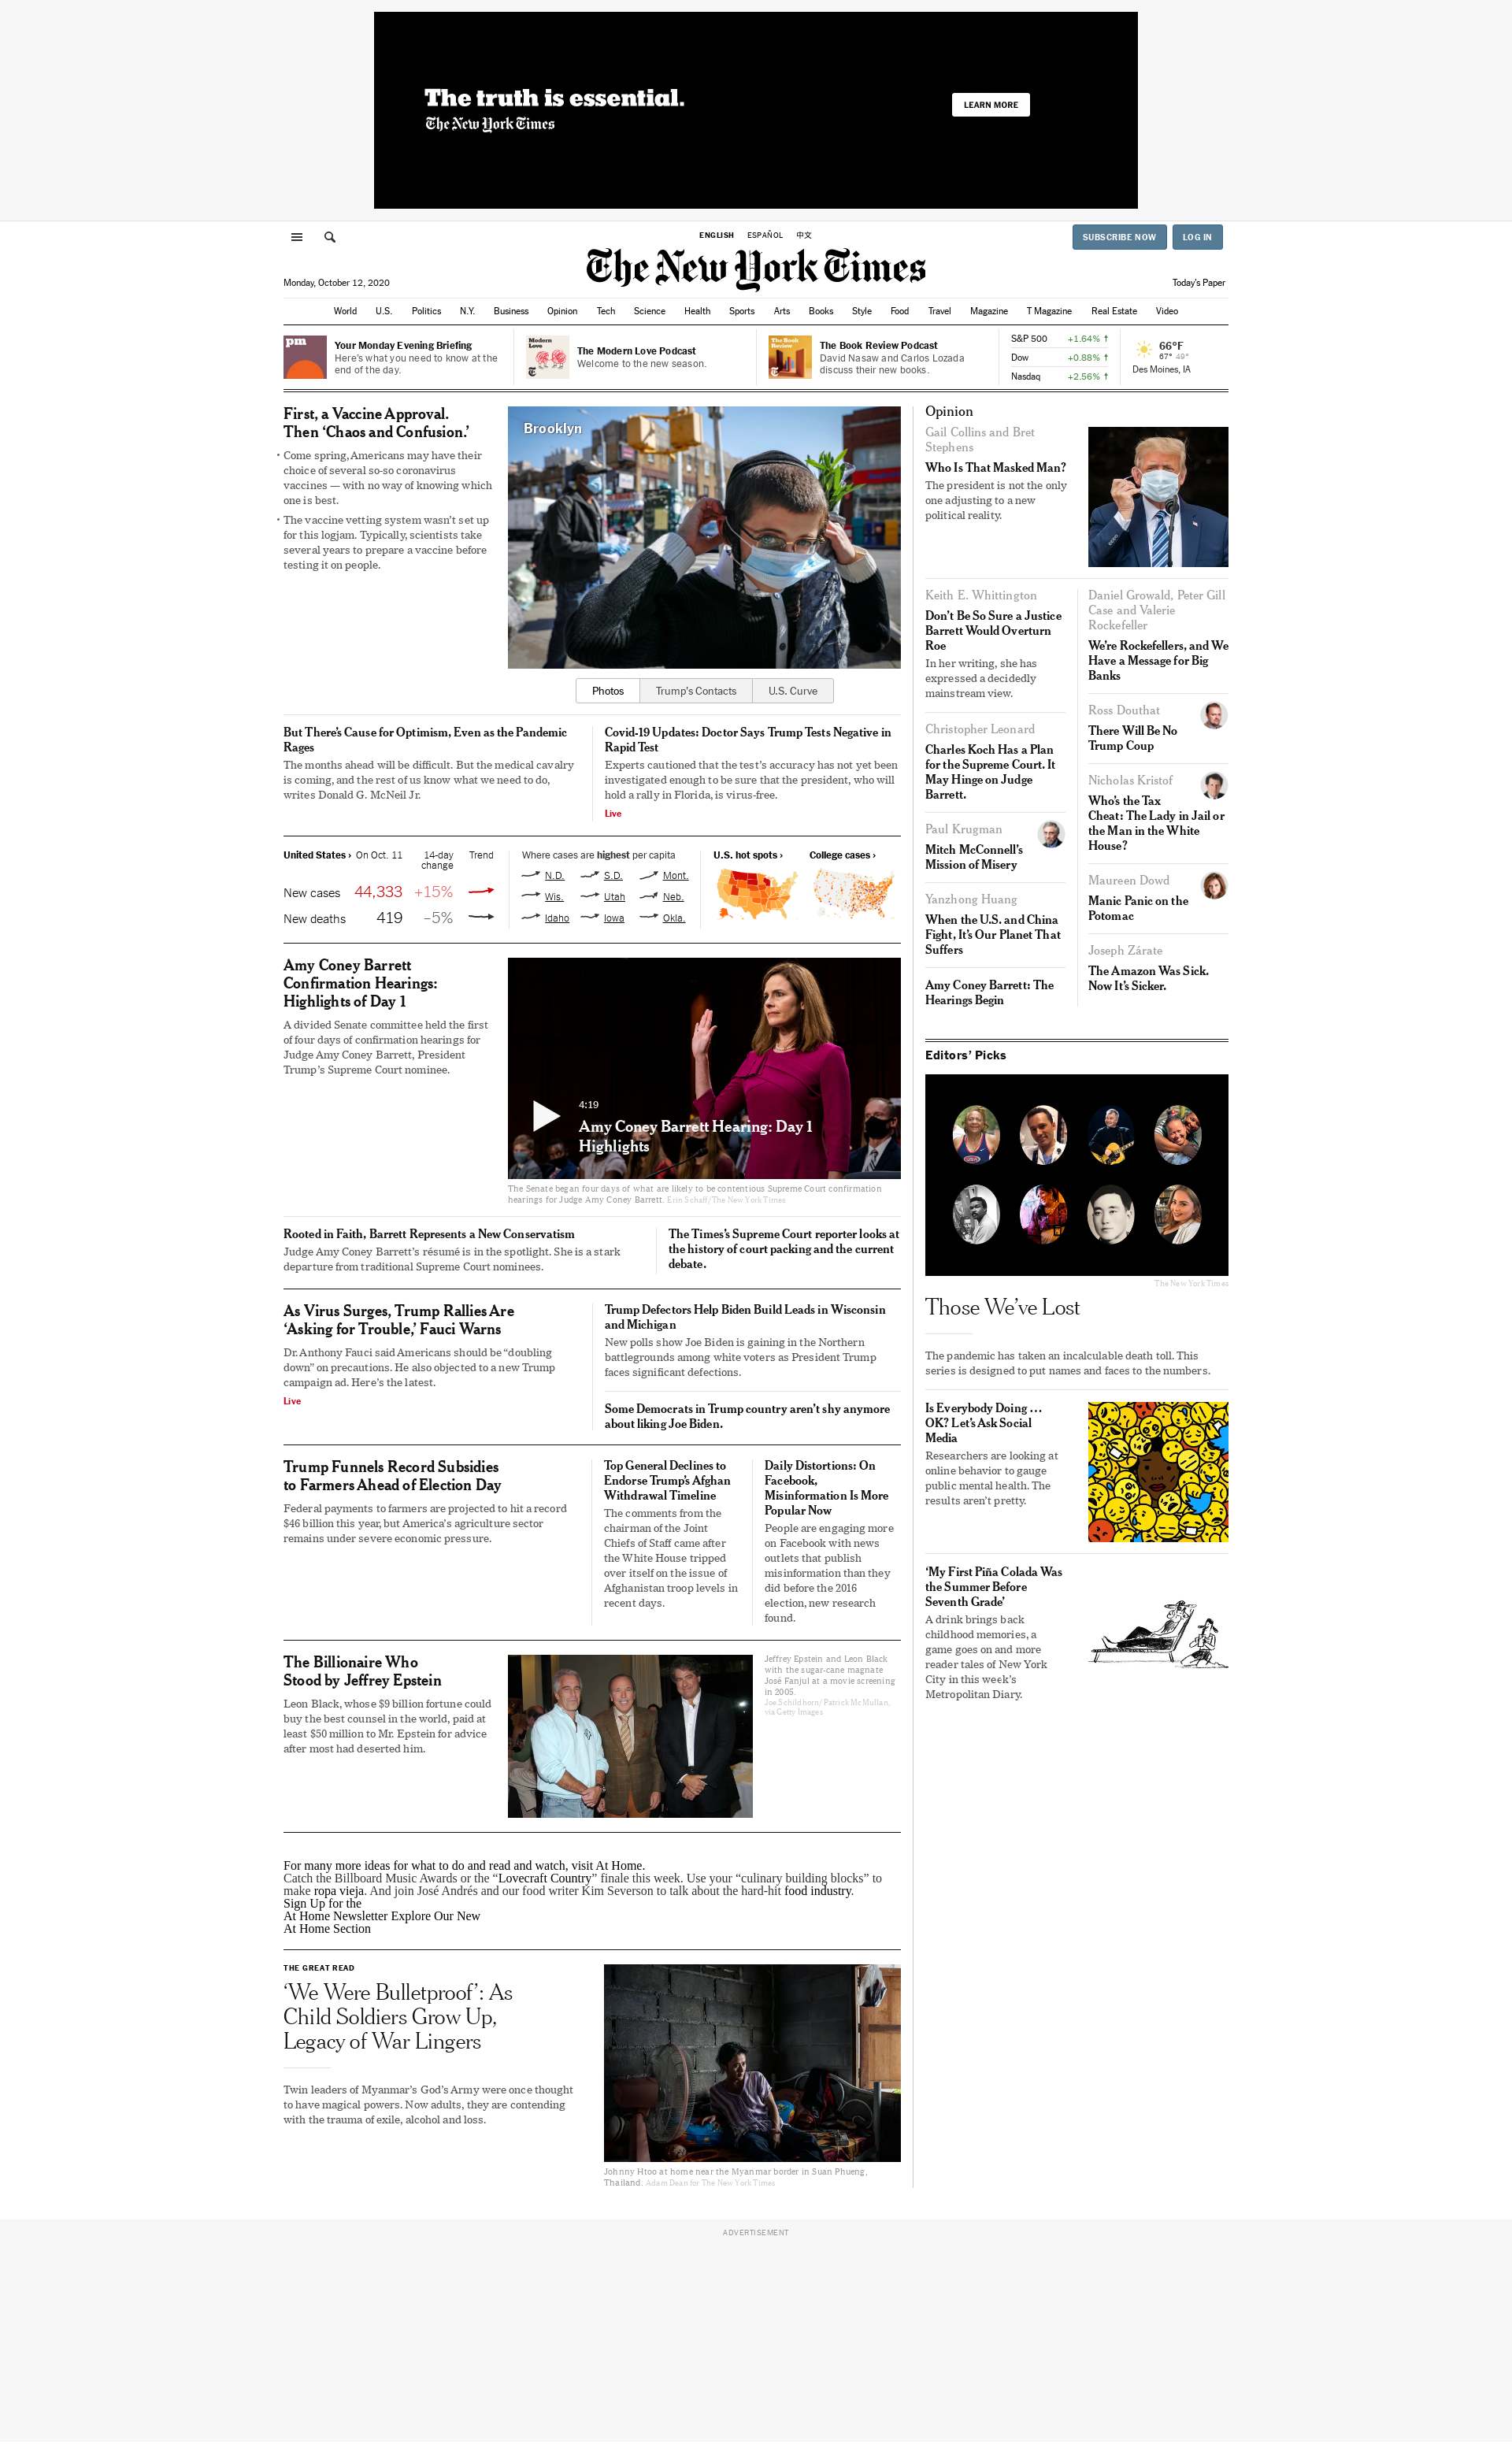 The truth is essential.
The New York Times
LEARN MORE
ENGLISH ESPAÑOL 中文
SUBSCRIBE NOW LOG IN
The New York Times
Monday, October 12, 2020
Today's Paper
World U.S. Politics N.Y. Business Opinion Tech Science Health Sports Arts Books Style Food Travel Magazine T Magazine Real Estate Video
pm
Your Monday Evening Briefing
Here's what you need to know at the
end of the day.
Modern
Love
The Modern Love Podcast
Welcome to the new season.
The Book
Review
The Book Review Podcast
David Nasaw and Carlos Lozada
discuss their new books.
S&P 500 +1.64% ↑
Dow +0.88% ↑
Nasdaq +2.56% ↑
66°F
67° 49°
Des Moines, IA
First, a Vaccine Approval.
Then ‘Chaos and Confusion.’
• Come spring, Americans may have their
choice of several so-so coronavirus
vaccines — with no way of knowing which
one is best.
• The vaccine vetting system wasn’t set up
for this logjam. Typically, scientists take
several years to prepare a vaccine before
testing it on people.
Brooklyn
Photos Trump’s Contacts U.S. Curve
But There’s Cause for Optimism, Even as the Pandemic
Rages
The months ahead will be difficult. But the medical cavalry
is coming, and the rest of us know what we need to do,
writes Donald G. McNeil Jr.
Covid-19 Updates: Doctor Says Trump Tests Negative in
Rapid Test
Experts cautioned that the test’s accuracy has not yet been
investigated enough to be sure that the president, who will
hold a rally in Florida, is virus-free.
Live
United States › On Oct. 11 14-day Trend
change
New cases 44,333 +15%
New deaths 419 –5%
Where cases are highest per capita
N.D. S.D. Mont.
Wis. Utah Neb.
Idaho Iowa Okla.
U.S. hot spots ›
College cases ›
Amy Coney Barrett
Confirmation Hearings:
Highlights of Day 1
A divided Senate committee held the first
of four days of confirmation hearings for
Judge Amy Coney Barrett, President
Trump’s Supreme Court nominee.
4:19
Amy Coney Barrett Hearing: Day 1
Highlights
The Senate began four days of what are likely to be contentious Supreme Court confirmation
hearings for Judge Amy Coney Barrett. Erin Schaff/The New York Times
Rooted in Faith, Barrett Represents a New Conservatism
Judge Amy Coney Barrett’s résumé is in the spotlight. She is a stark
departure from traditional Supreme Court nominees.
The Times’s Supreme Court reporter looks at
the history of court packing and the current
debate.
As Virus Surges, Trump Rallies Are
‘Asking for Trouble,’ Fauci Warns
Dr. Anthony Fauci said Americans should be “doubling
down” on precautions. He also objected to a new Trump
campaign ad. Here’s the latest.
Live
Trump Defectors Help Biden Build Leads in Wisconsin
and Michigan
New polls show Joe Biden is gaining in the Northern
battlegrounds among white voters as President Trump
faces significant defections.
Some Democrats in Trump country aren’t shy anymore
about liking Joe Biden.
Trump Funnels Record Subsidies
to Farmers Ahead of Election Day
Federal payments to farmers are projected to hit a record
$46 billion this year, but America’s agriculture sector
remains under severe economic pressure.
Top General Declines to
Endorse Trump’s Afghan
Withdrawal Timeline
The comments from the
chairman of the Joint
Chiefs of Staff came after
the White House tripped
over itself on the issue of
Afghanistan troop levels in
recent days.
Daily Distortions: On
Facebook,
Misinformation Is More
Popular Now
People are engaging more
on Facebook with news
outlets that publish
misinformation than they
did before the 2016
election, new research
found.
The Billionaire Who
Stood by Jeffrey Epstein
Leon Black, whose $9 billion fortune could
buy the best counsel in the world, paid at
least $50 million to Mr. Epstein for advice
after most had deserted him.
Jeffrey Epstein and Leon Black
with the sugar-cane magnate
José Fanjul at a movie screening
in 2005.
Joe Schildhorn/Patrick McMullan,
via Getty Images
For many more ideas for what to do and read and watch, visit At Home.
Catch the Billboard Music Awards or the “Lovecraft Country” finale this week. Use your “culinary building blocks” to
make ropa vieja. And join José Andrés and our food writer Kim Severson to talk about the hard-hit food industry.
Sign Up for the
At Home Newsletter Explore Our New
At Home Section
THE GREAT READ
‘We Were Bulletproof’: As
Child Soldiers Grow Up,
Legacy of War Lingers
Twin leaders of Myanmar’s God’s Army were once thought
to have magical powers. Now adults, they are contending
with the trauma of exile, alcohol and loss.
Johnny Htoo at home near the Myanmar border in Suan Phueng,
Thailand. Adam Dean for The New York Times
Opinion
Gail Collins and Bret
Stephens
Who Is That Masked Man?
The president is not the only
one adjusting to a new
political reality.
Keith E. Whittington
Don’t Be So Sure a Justice
Barrett Would Overturn
Roe
In her writing, she has
expressed a decidedly
mainstream view.
Christopher Leonard
Charles Koch Has a Plan
for the Supreme Court. It
May Hinge on Judge
Barrett.
Paul Krugman
Mitch McConnell’s
Mission of Misery
Yanzhong Huang
When the U.S. and China
Fight, It’s Our Planet That
Suffers
Amy Coney Barrett: The
Hearings Begin
Daniel Growald, Peter Gill
Case and Valerie
Rockefeller
We’re Rockefellers, and We
Have a Message for Big
Banks
Ross Douthat
There Will Be No
Trump Coup
Nicholas Kristof
Who’s the Tax
Cheat: The Lady in Jail or
the Man in the White
House?
Maureen Dowd
Manic Panic on the
Potomac
Joseph Zárate
The Amazon Was Sick.
Now It’s Sicker.
Editors’ Picks
The New York Times
Those We’ve Lost
The pandemic has taken an incalculable death toll. This
series is designed to put names and faces to the numbers.
Is Everybody Doing …
OK? Let’s Ask Social
Media
Researchers are looking at
online behavior to gauge
public mental health. The
results aren’t pretty.
‘My First Piña Colada Was
the Summer Before
Seventh Grade’
A drink brings back
childhood memories, a
game goes on and more
reader tales of New York
City in this week’s
Metropolitan Diary.
ADVERTISEMENT